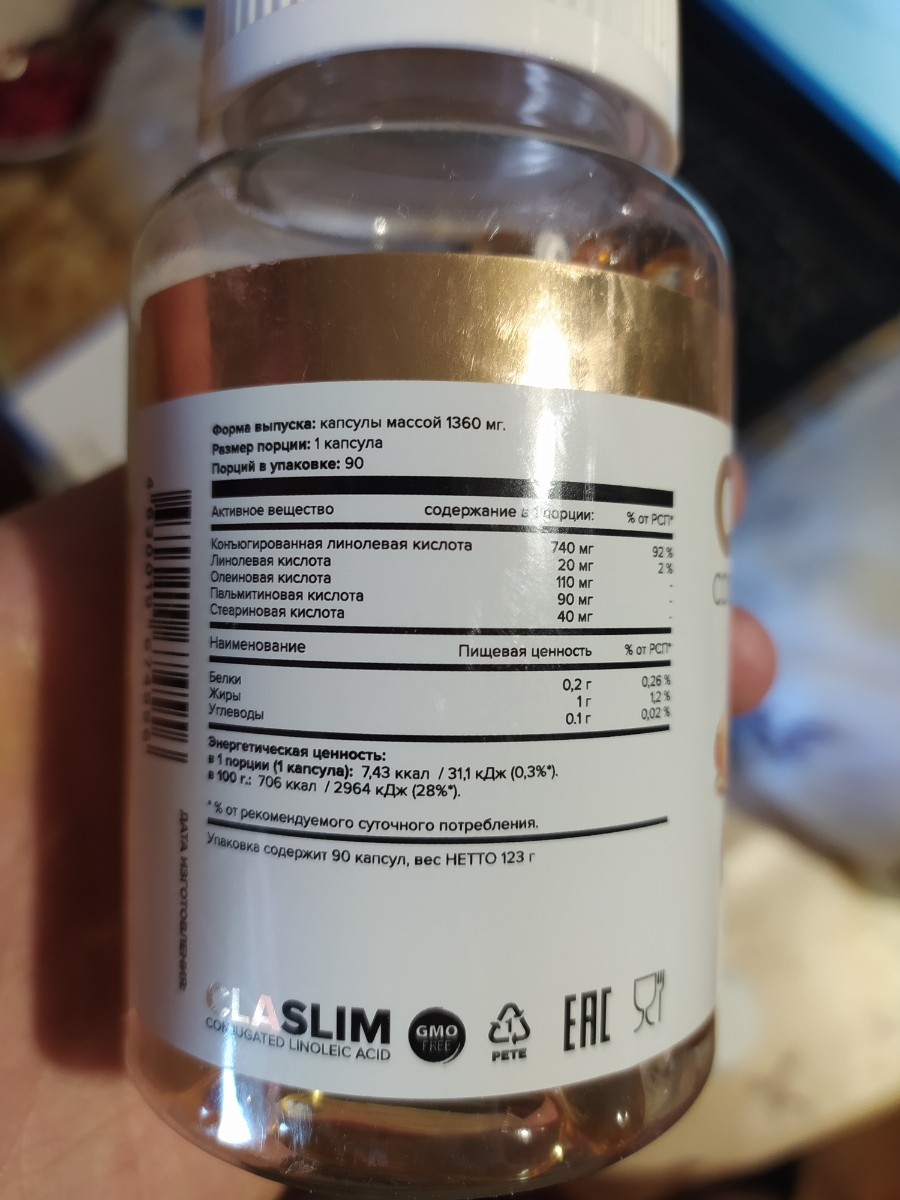 Форма выпуска: капсулы массой 1360 мг.
Размер порции: 1 капсула
Порций в упаковке: 90
Активное вещество содержание в 1 порции: % от РСП*
Конъюгированная линолевая кислота 740 мг 92 %
Линолевая кислота 20 мг 2 %
Олеиновая кислота 110 мг -
Пальмитиновая кислота 90 мг -
Стеариновая кислота 40 мг -
Наименование Пищевая ценность % от РСП*
Белки 0,2 г 0,26 %
Жиры 1 г 1,2 %
Углеводы 0.1 г 0,02 %
Энергетическая ценность:
в 1 порции (1 капсула): 7,43 ккал / 31,1 кДж (0,3%*).
в 100 г.: 706 ккал / 2964 кДж (28%*).
* % от рекомендуемого суточного потребления.
Упаковка содержит 90 капсул, вес НЕТТО 123 г
ДАТА ИЗГОТОВЛЕНИЯ:
CLASLIM
CONJUGATED LINOLEIC ACID
GMO
FREE
1
PETE
EAC